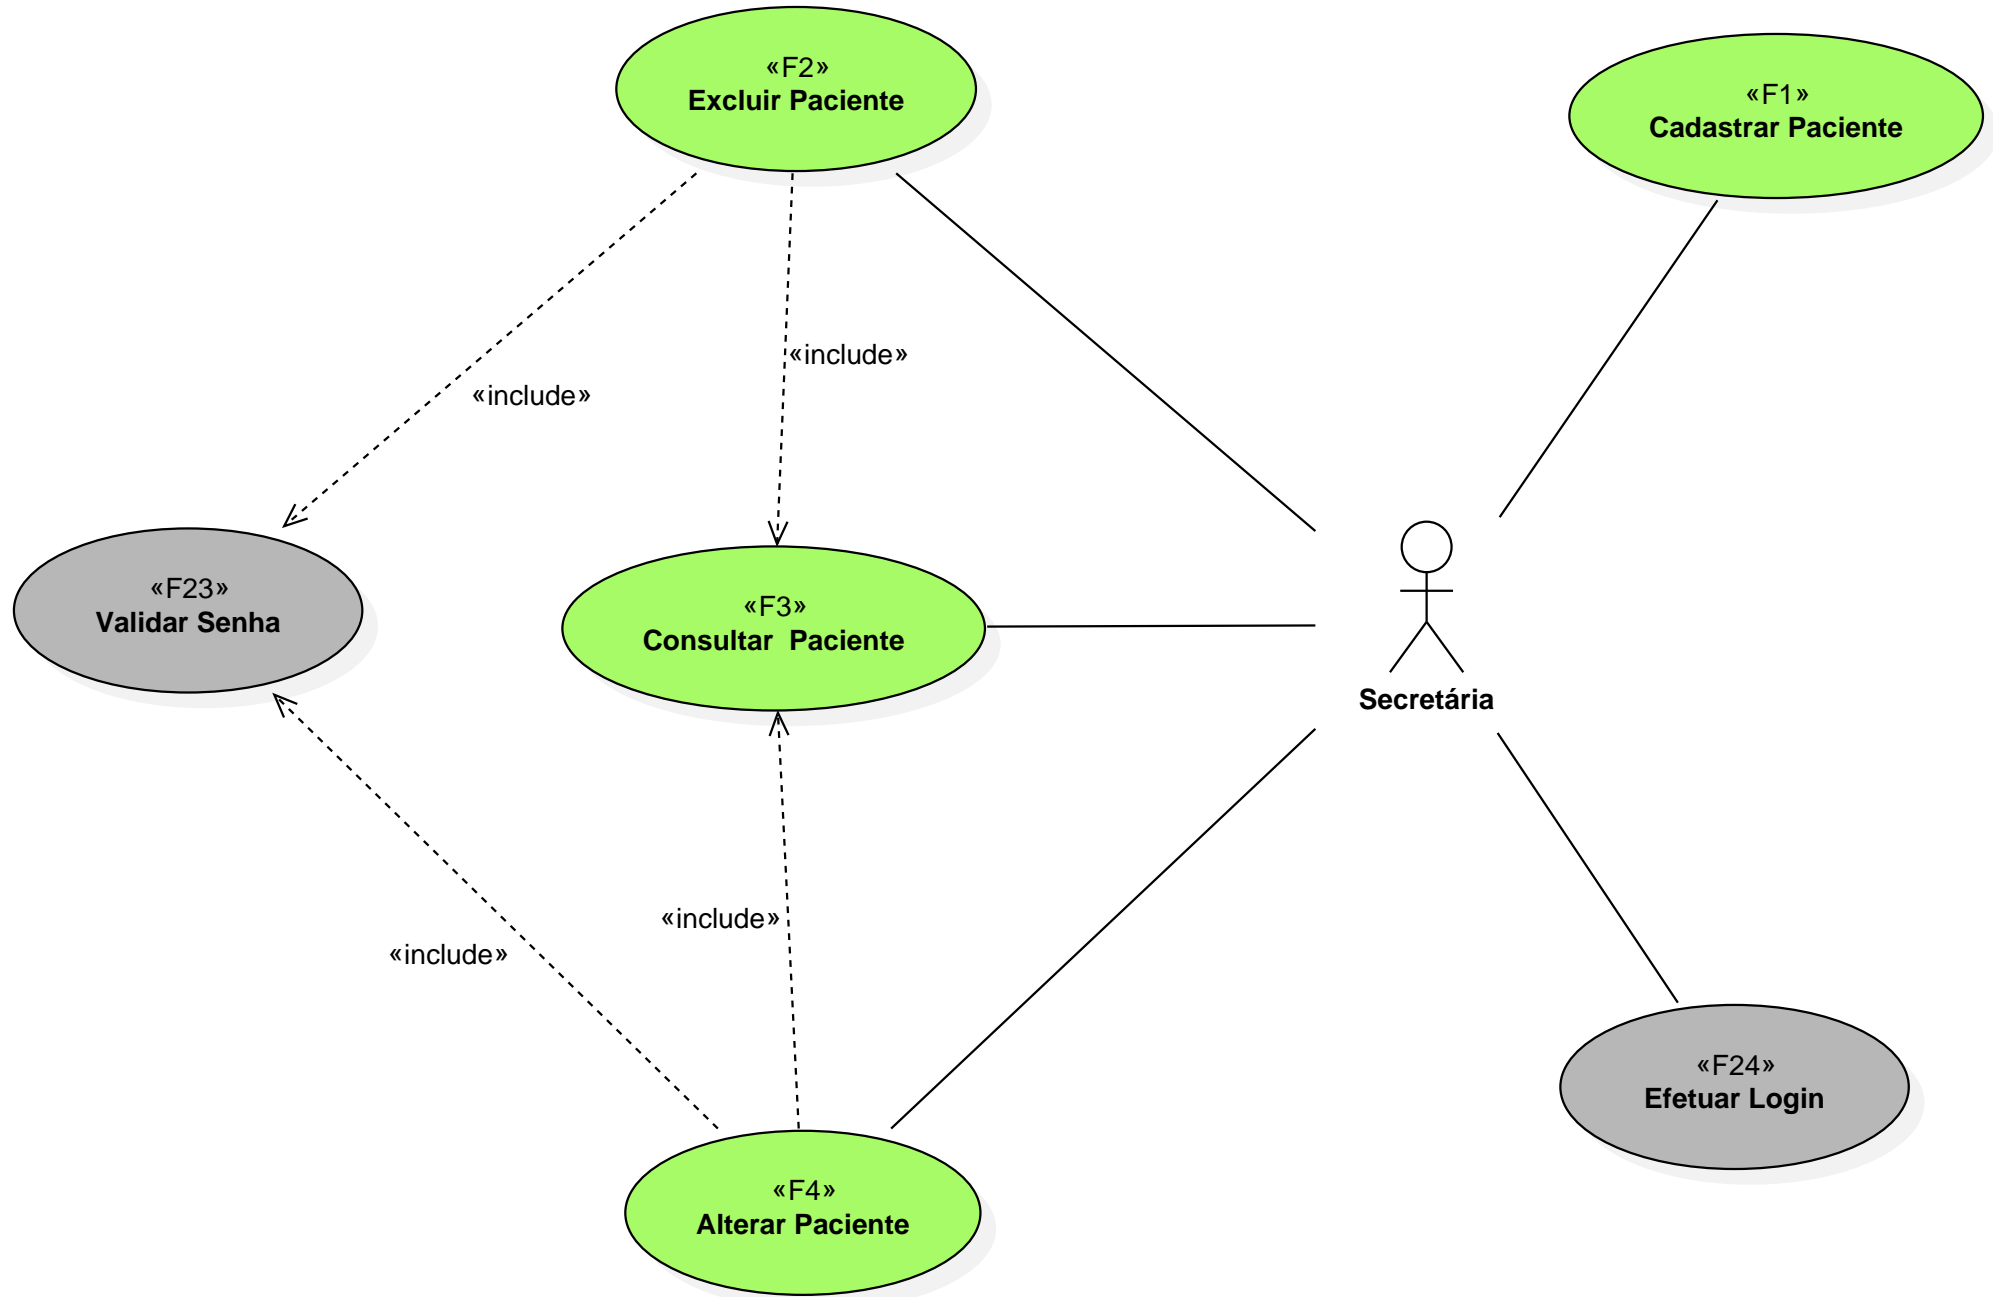 «F2»
Excluir Paciente
«F1»
Cadastrar Paciente
«include»
«include»
«F23»
Validar Senha
«F3»
Consultar  Paciente
Secretária
«include»
«include»
«F24»
Efetuar Login
«F4»
Alterar Paciente